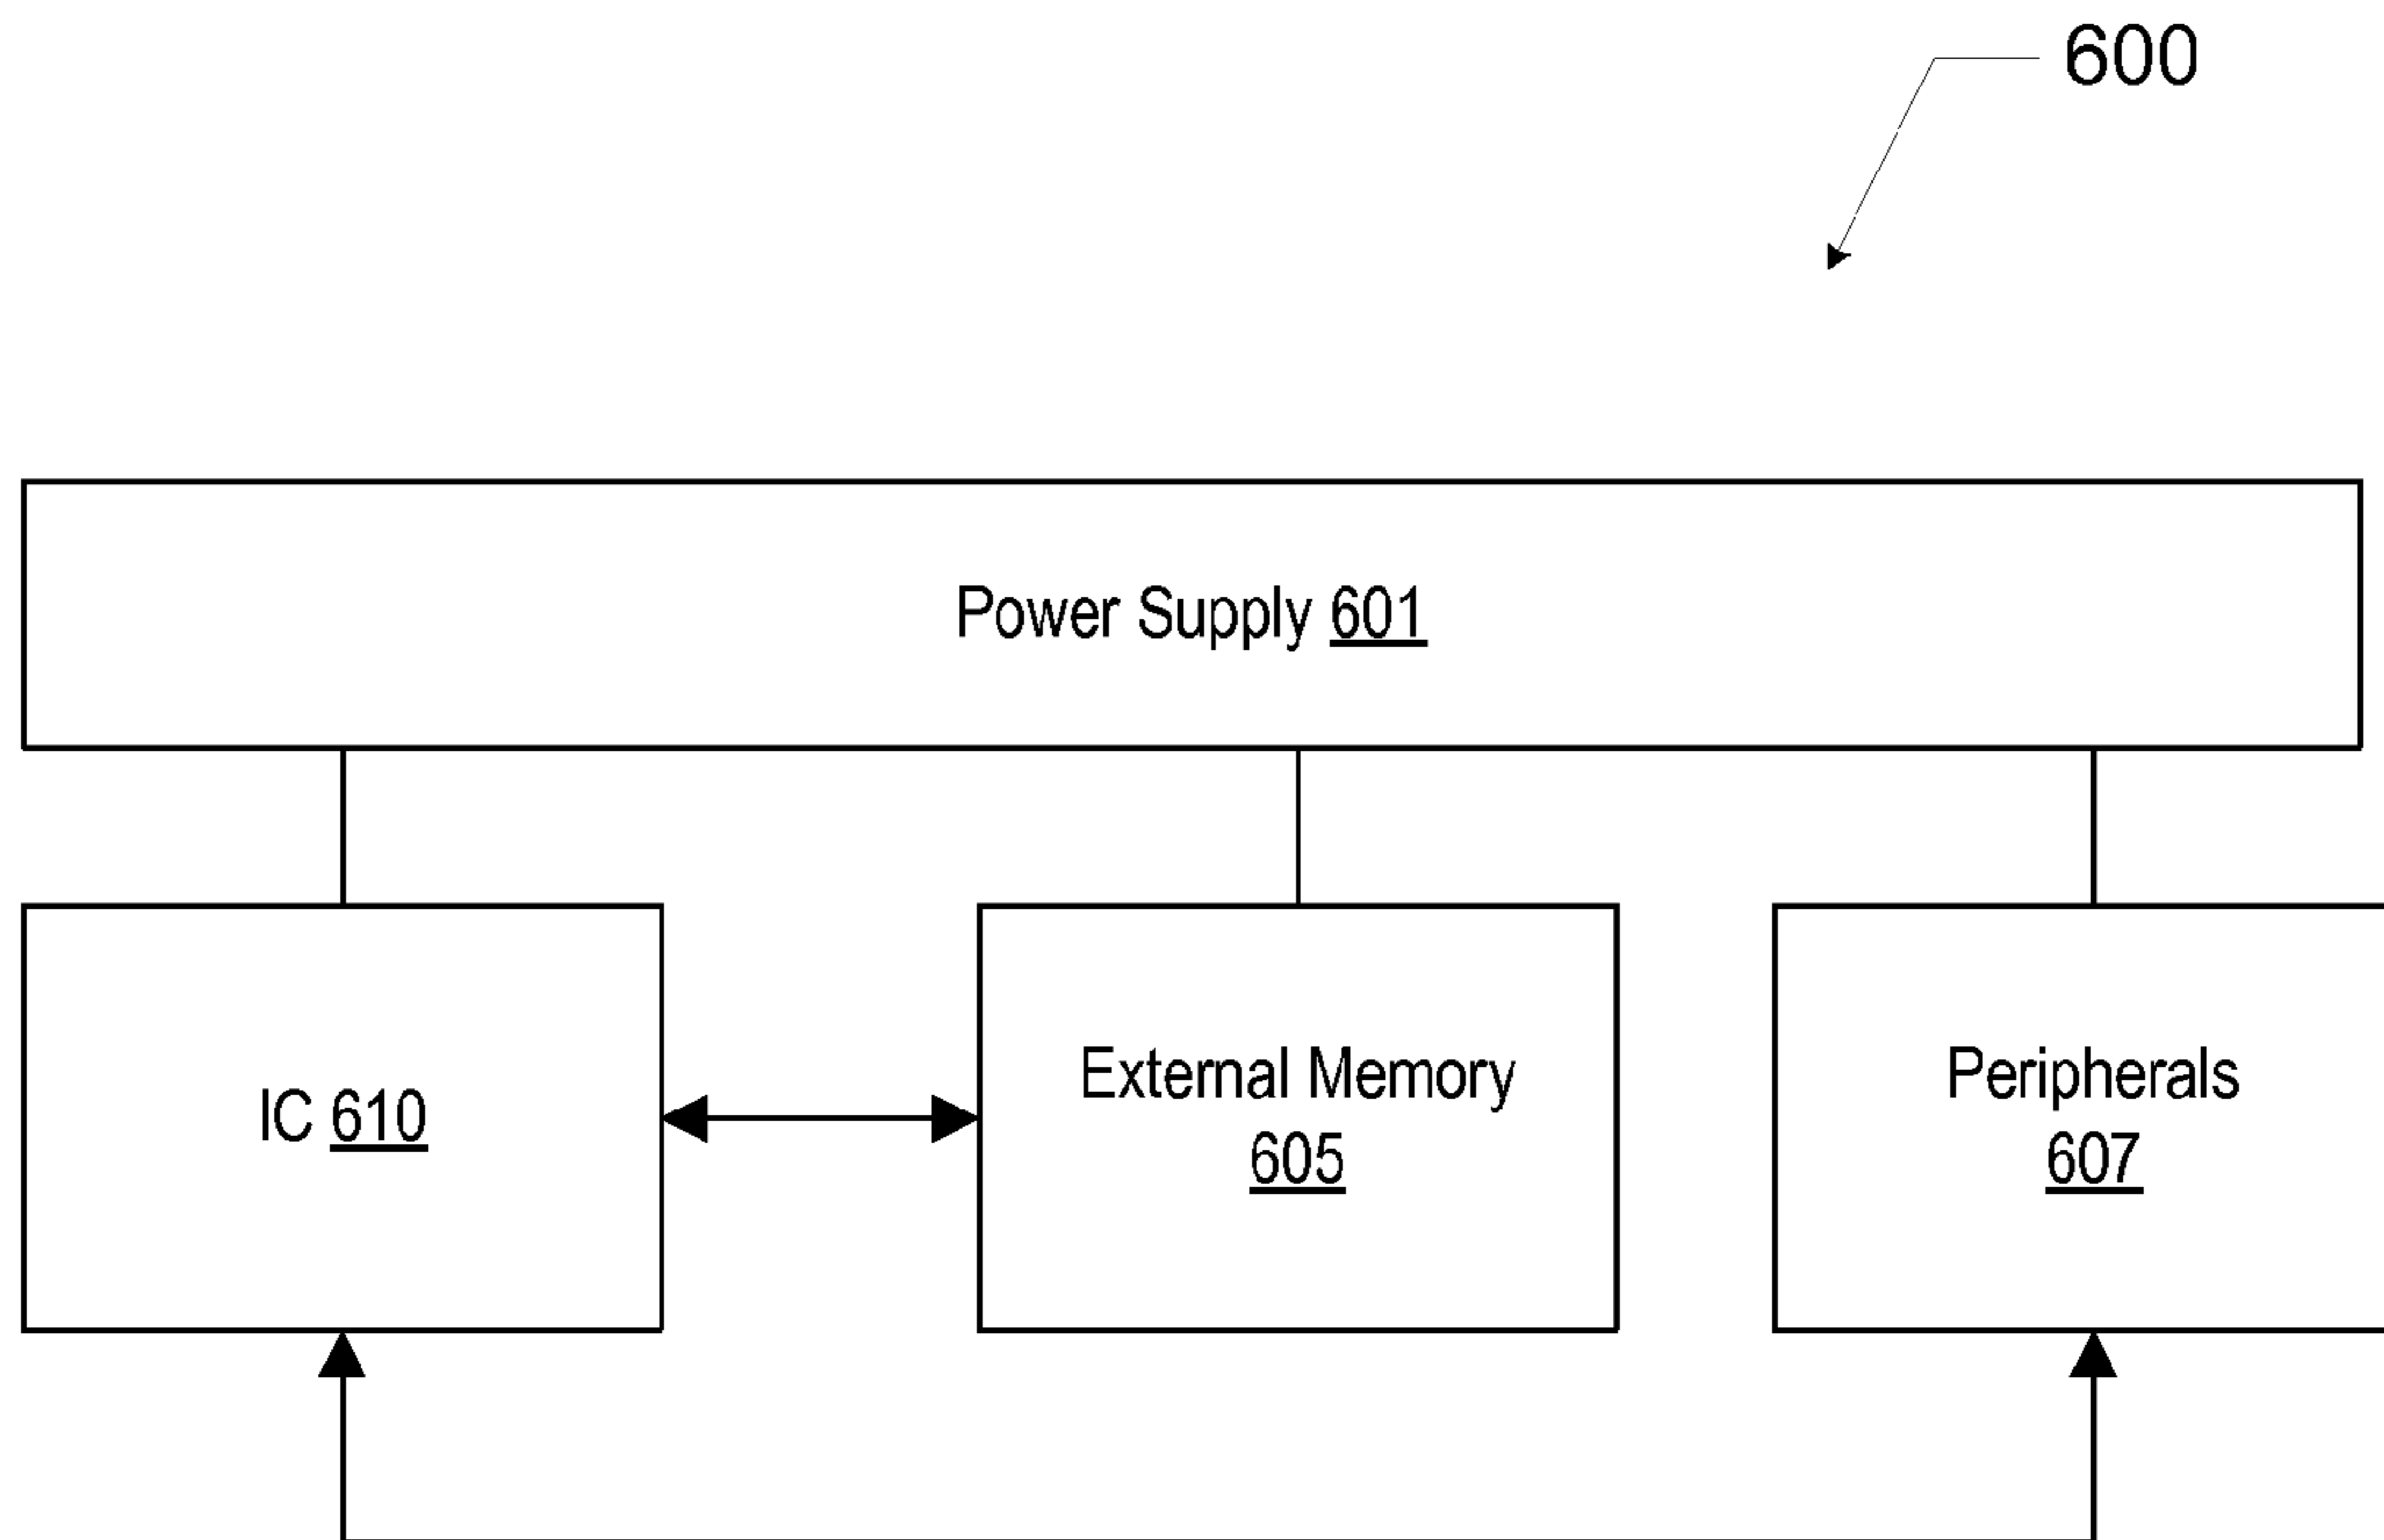 600
Power Supply 601
IC 610
External Memory
605
Peripherals
607